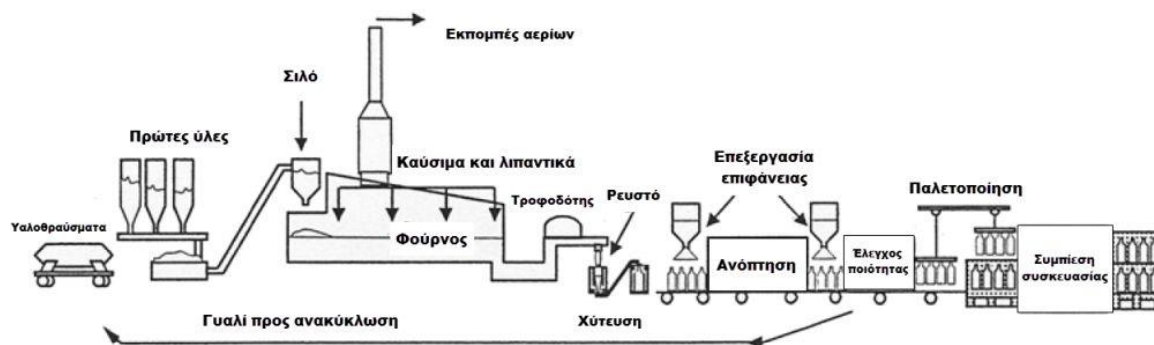 Εκπομπές αερίων
Σιλό
Πρώτες ύλες
Καύσιμα και λιπαντικά
Επεξεργασία
επιφάνειας
Παλετοποίηση
Τροφοδότης
Ρευστό
Υαλοθραύσματα
Φούρνος
Ανόπτηση
Έλεγχος
ποιότητας
Συμπίεση
συσκευασίας
Γυαλί προς ανακύκλωση
Χύτευση